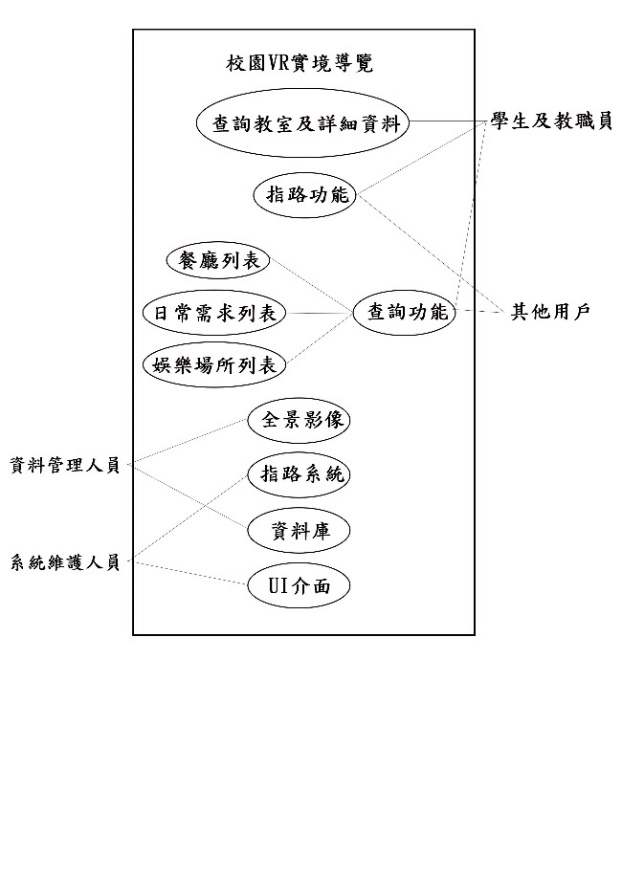 校園VR實境導覽
查詢教室及詳細資料
學生及教職員
指路功能
餐廳列表
日常需求列表
查詢功能
其他用戶
娛樂場所列表
全景影像
資料管理人員
指路系統
資料庫
系統維護人員
UI介面